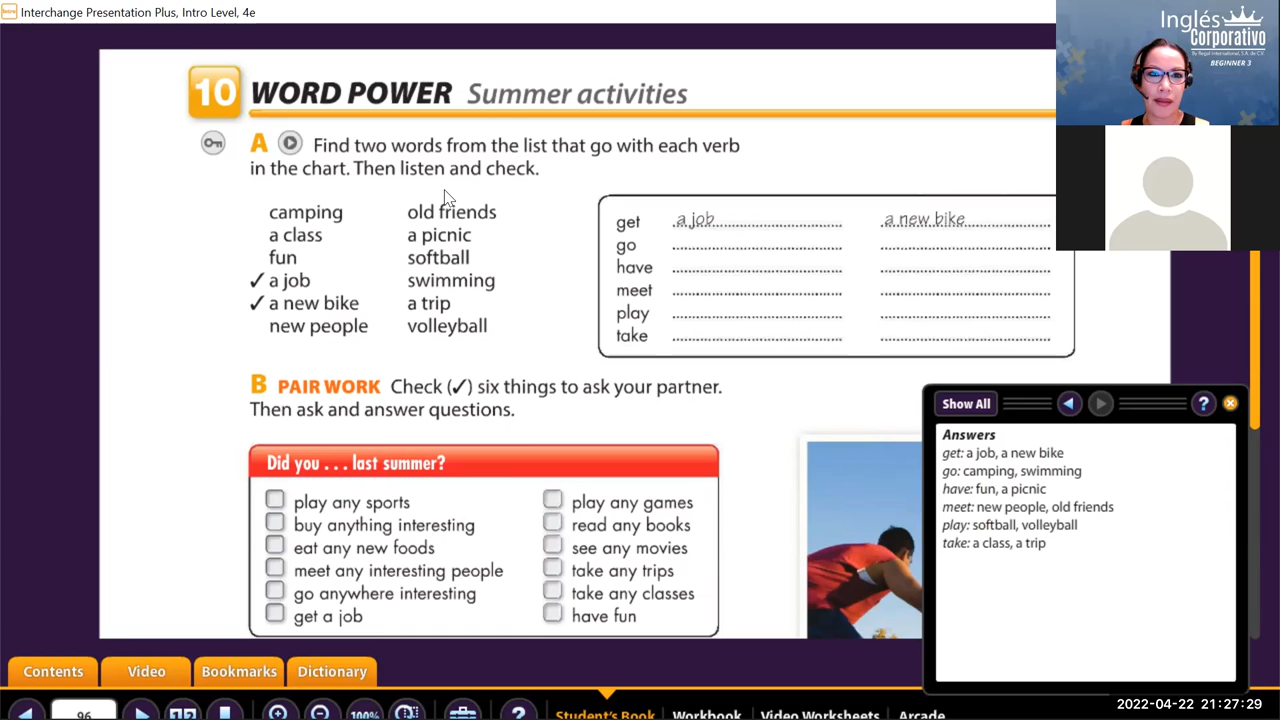 Interchange Presentation Plus, Intro Level, 4e
Inglés
Corporativo
By Regal International, S.A. de C.V.
BEGINNER 3
10 WORD POWER Summer activities
A Find two words from the list that go with each verb
in the chart. Then listen and check.
camping
a class
fun
✓ a job
✓ a new bike
new people
old friends
a picnic
softball
swimming
a trip
volleyball
get a job a new bike
go
have
meet
play
take
B PAIR WORK Check (✓) six things to ask your partner.
Then ask and answer questions.
Did you . . . last summer?
play any sports
buy anything interesting
eat any new foods
meet any interesting people
go anywhere interesting
get a job
play any games
read any books
see any movies
take any trips
take any classes
have fun
Show All
?
Answers
get: a job, a new bike
go: camping, swimming
have: fun, a picnic
meet: new people, old friends
play: softball, volleyball
take: a class, a trip
Contents Video Bookmarks Dictionary
96 100% ? Student's Book Workbook Video Worksheets Arcade
2022-04-22 21:27:29